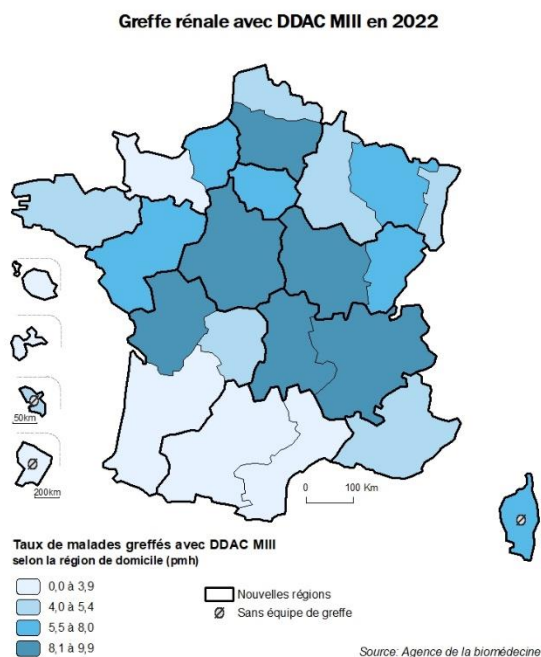 Greffe rénale avec DDAC MIII en 2022
50km
200km
0 100 Km
Taux de malades greffés avec DDAC MIII
selon la région de domicile (pmh)
0,0 à 3,9
4,0 à 5,4
5,5 à 8,0
8,1 à 9,9
Nouvelles régions
Sans équipe de greffe
Source: Agence de la biomédecine